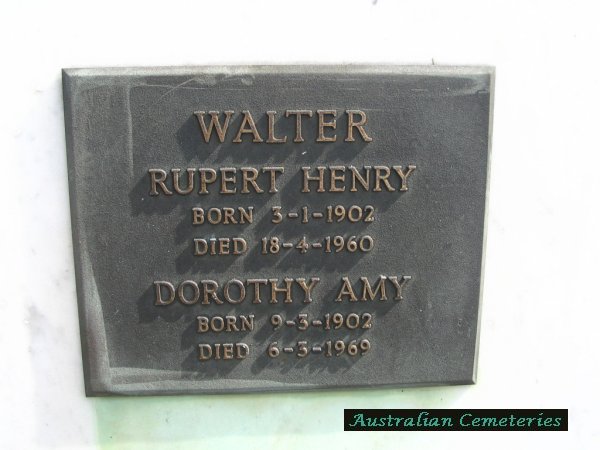 WALTER
RUPERT HENRY
BORN 3-1-1902
DIED 18-4-1960
DOROTHY AMY
BORN 9-3-1902
DIED 6-3-1969
Australian Cemeteries